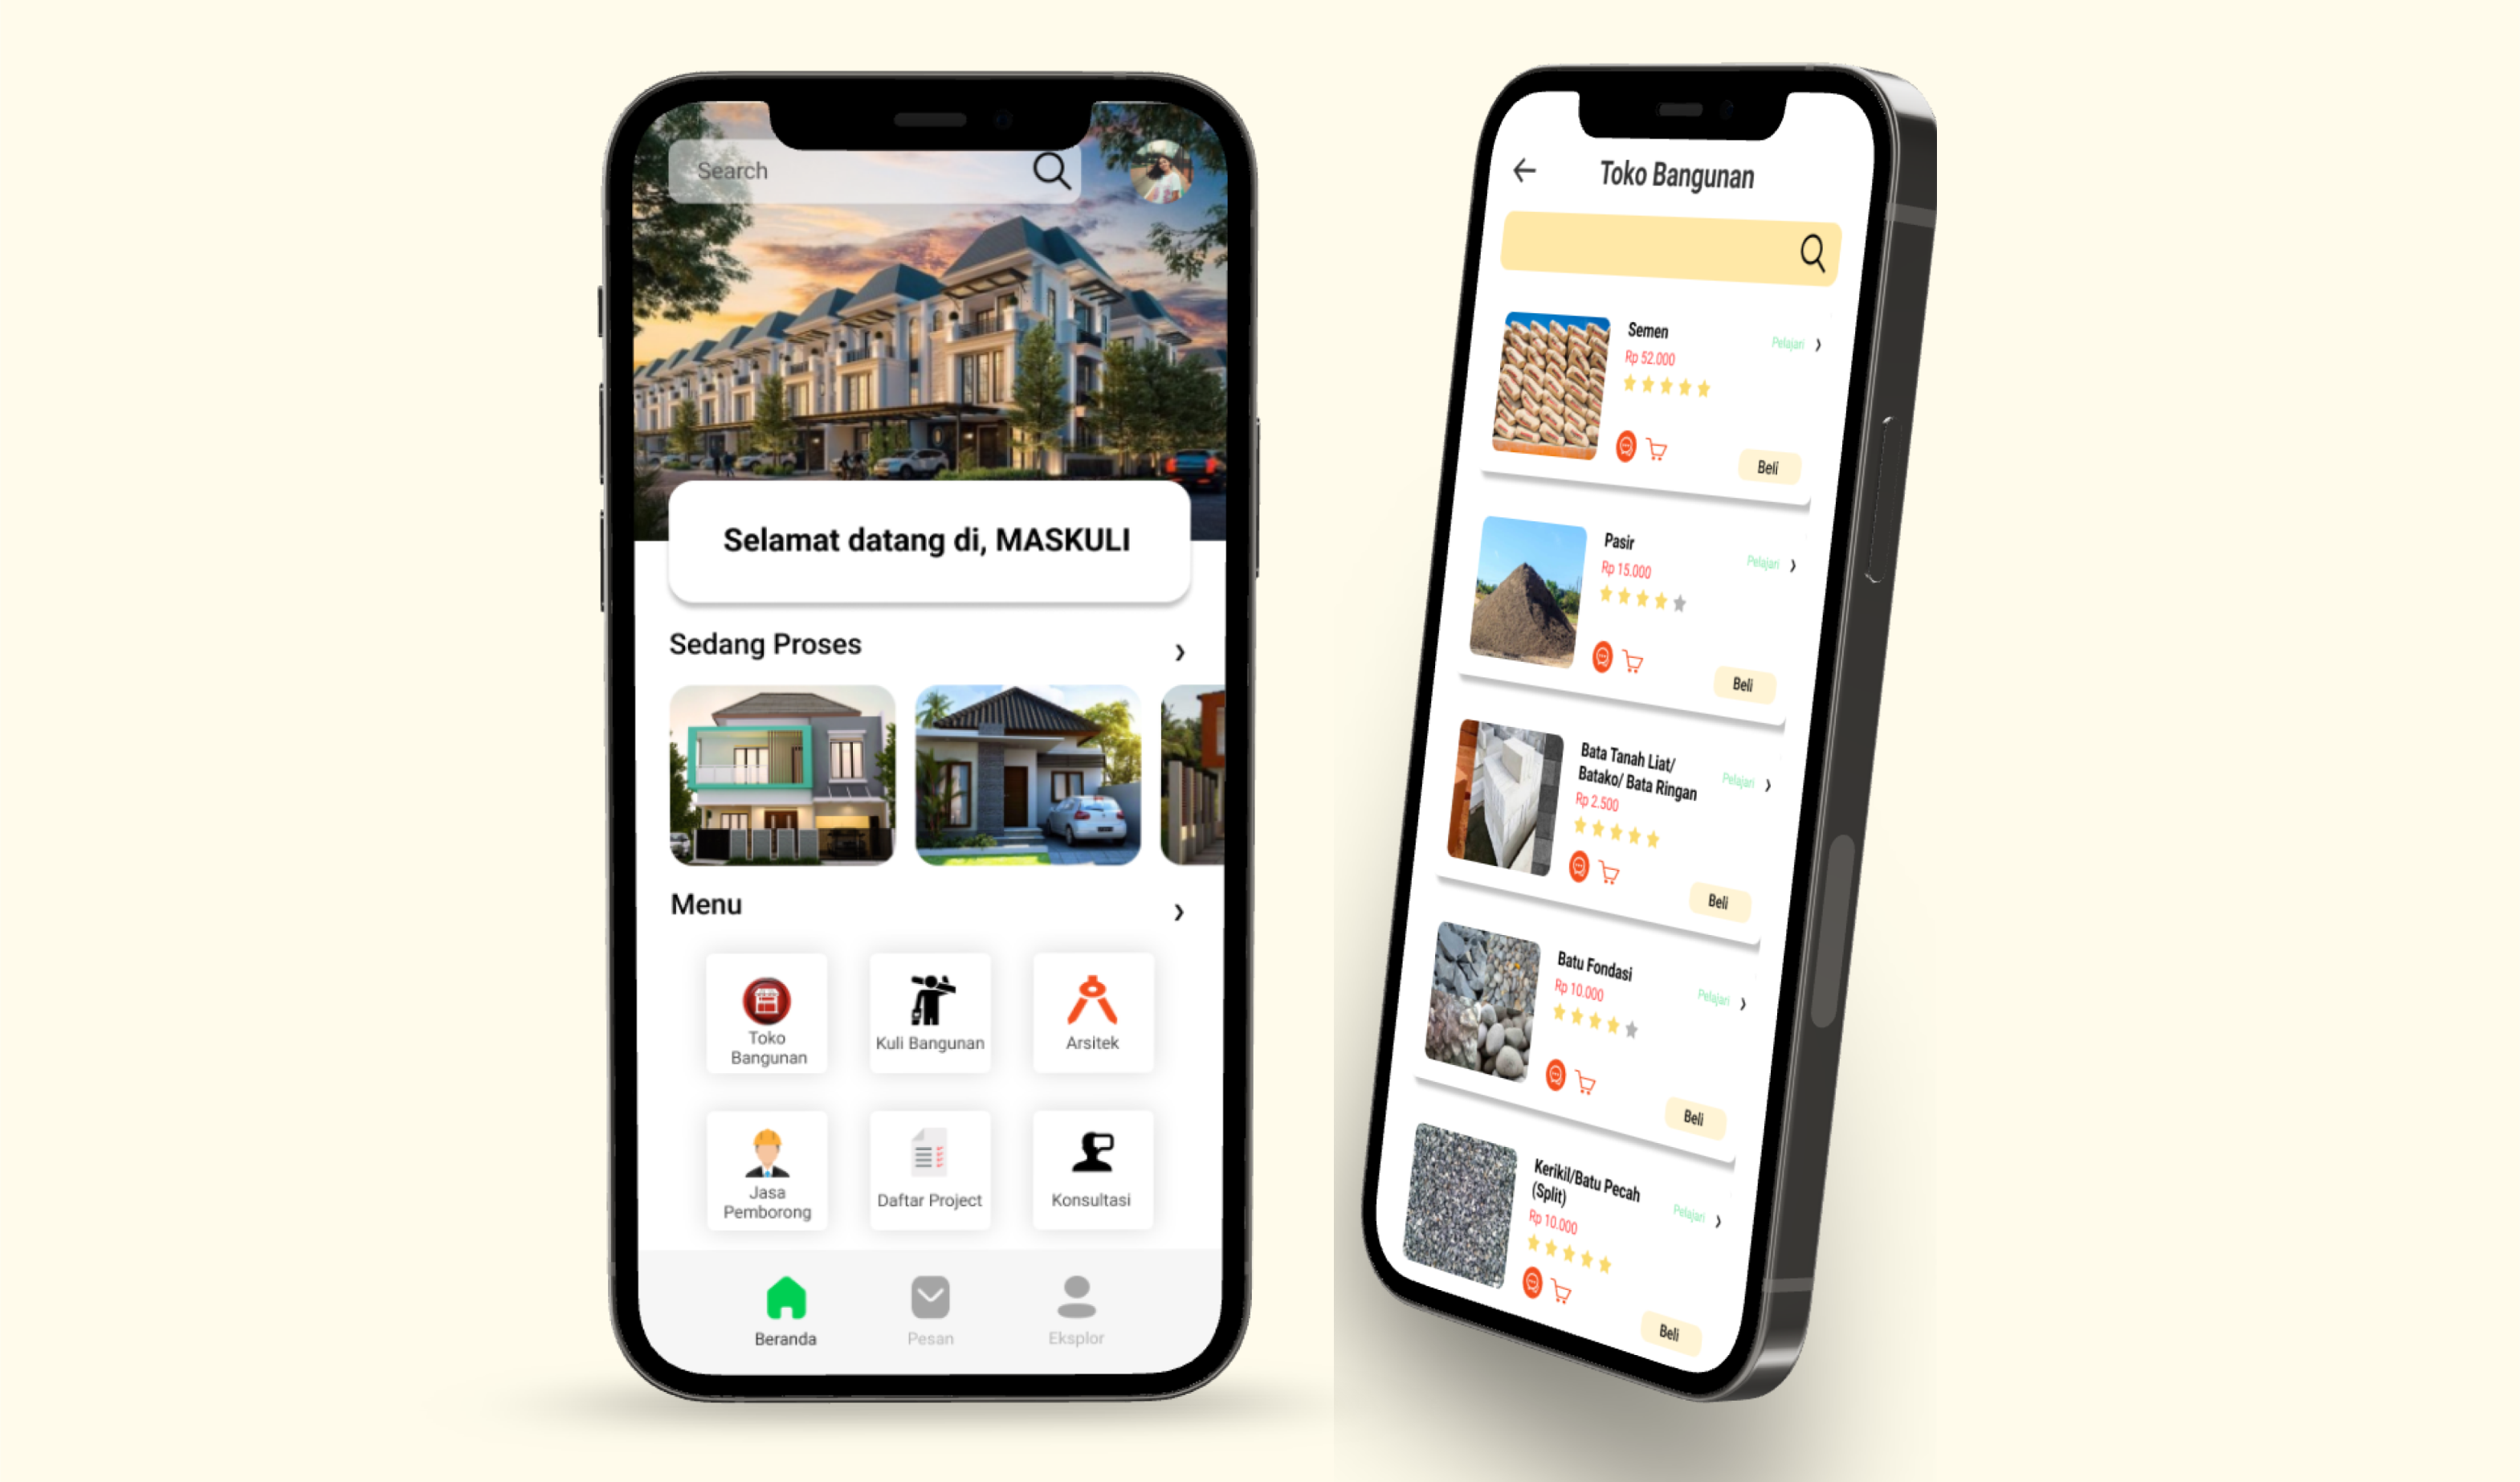 Search
Selamat datang di, MASKULI
Sedang Proses
Menu
Toko
Bangunan
Kuli Bangunan
Arsitek
Jasa
Pemborong
Daftar Project
Konsultasi
Beranda
Pesan
Eksplor
Toko Bangunan
Semen
Pelajari
Rp 52.000
Beli
Pasir
Pelajari
Rp 15.000
Beli
Bata Tanah Liat/
Batako/ Bata Ringan
Pelajari
Rp 2.500
Beli
Batu Fondasi
Pelajari
Rp 10.000
Beli
Kerikil/Batu Pecah
(Split)
Pelajari
Rp 10.000
Beli